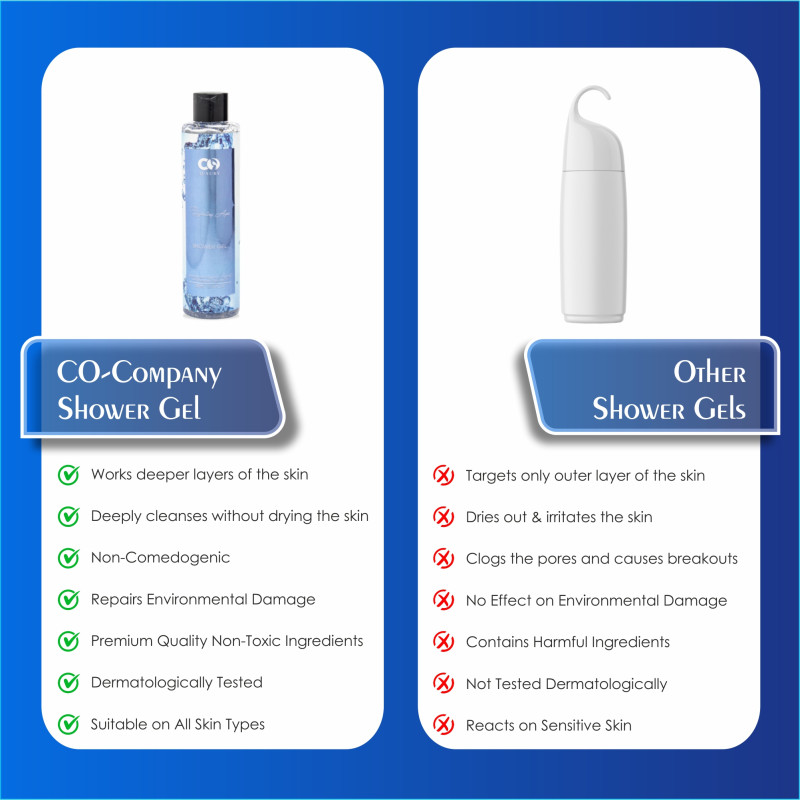 CO
CO-Company
Shower Gel
Works deeper layers of the skin
Deeply cleanses without drying the skin
Non-Comedogenic
Repairs Environmental Damage
Premium Quality Non-Toxic Ingredients
Dermatologically Tested
Suitable on All Skin Types
Other
Shower Gels
Targets only outer layer of the skin
Dries out & irritates the skin
Clogs the pores and causes breakouts
No Effect on Environmental Damage
Contains Harmful Ingredients
Not Tested Dermatologically
Reacts on Sensitive Skin